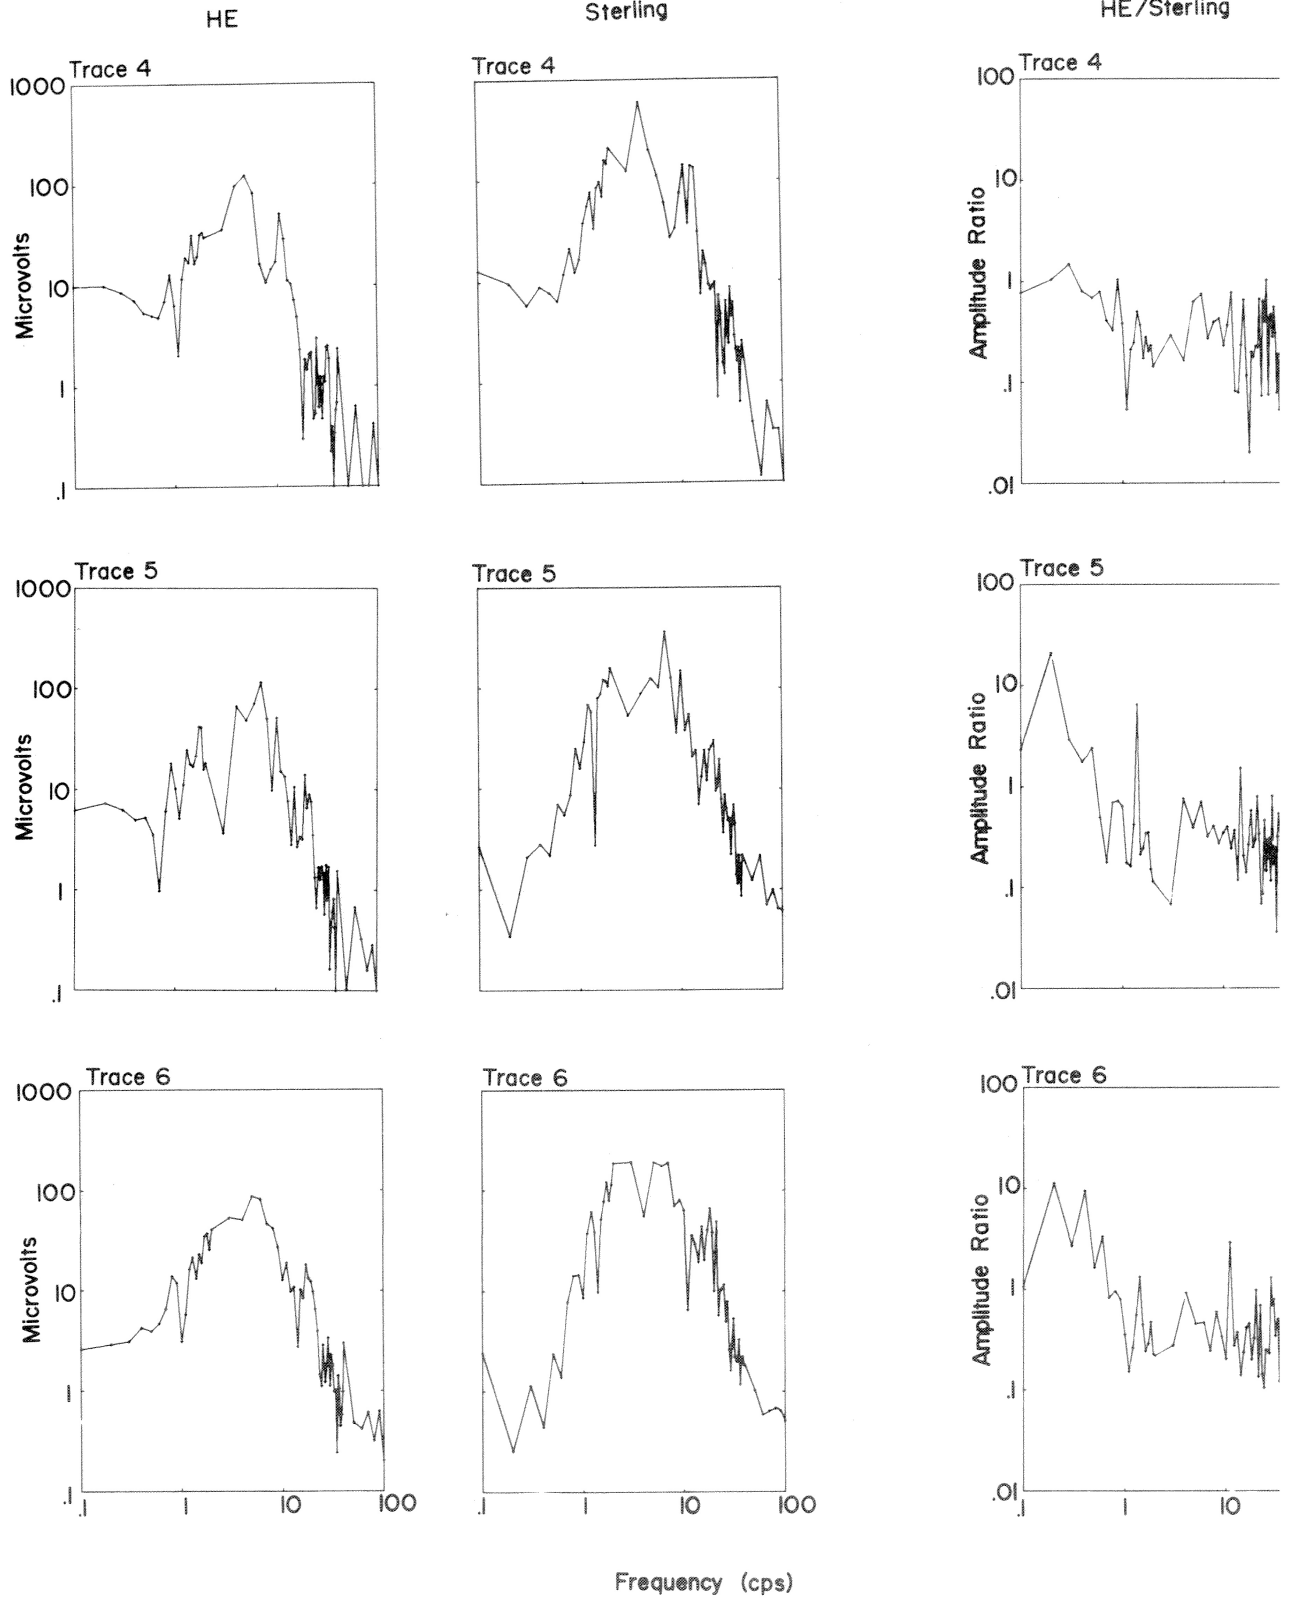 HE
Sterling
HE/Sterling
Trace 4
1000
100
10
1
.1
Microvolts
Trace 4
Trace 4
100
10
1
.1
.01
Amplitude Ratio
Trace 5
1000
100
10
1
.1
Microvolts
Trace 5
Trace 5
100
10
1
.1
.01
Amplitude Ratio
Trace 6
1000
100
10
1
.1
Microvolts
.1 1 10 100
Trace 6
.1 1 10 100
Trace 6
100
10
1
.1
.01
Amplitude Ratio
.1 1 10
Frequency (cps)